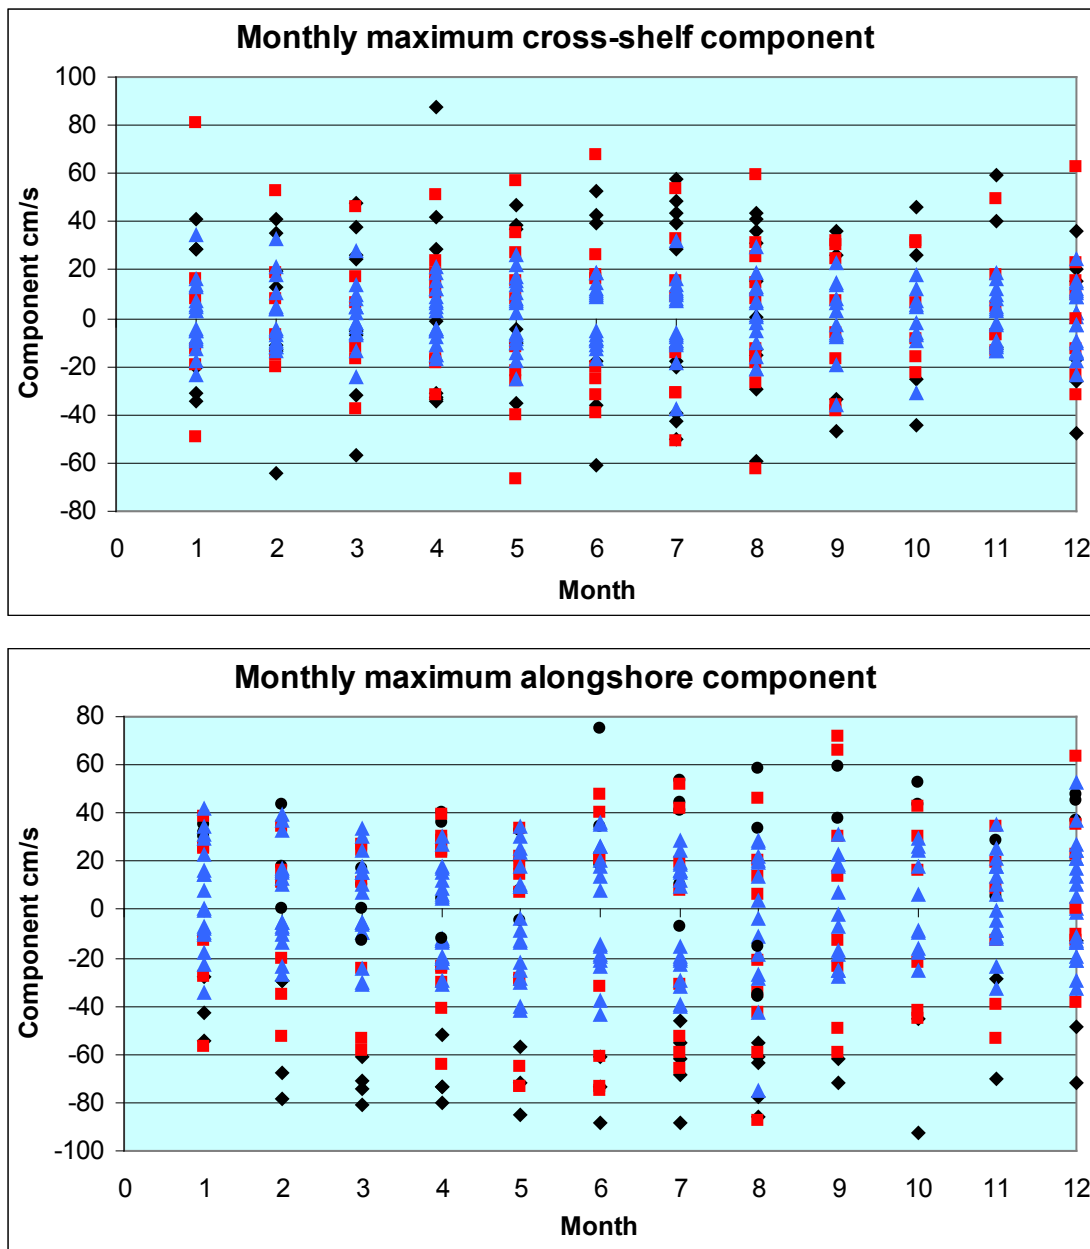 Monthly maximum cross-shelf component
100
80
60
40
20
0
-20
-40
-60
-80
Component cm/s
0 1 2 3 4 5 6 7 8 9 10 11 12
Month
Monthly maximum alongshore component
80
60
40
20
0
-20
-40
-60
-80
-100
Component cm/s
0 1 2 3 4 5 6 7 8 9 10 11 12
Month